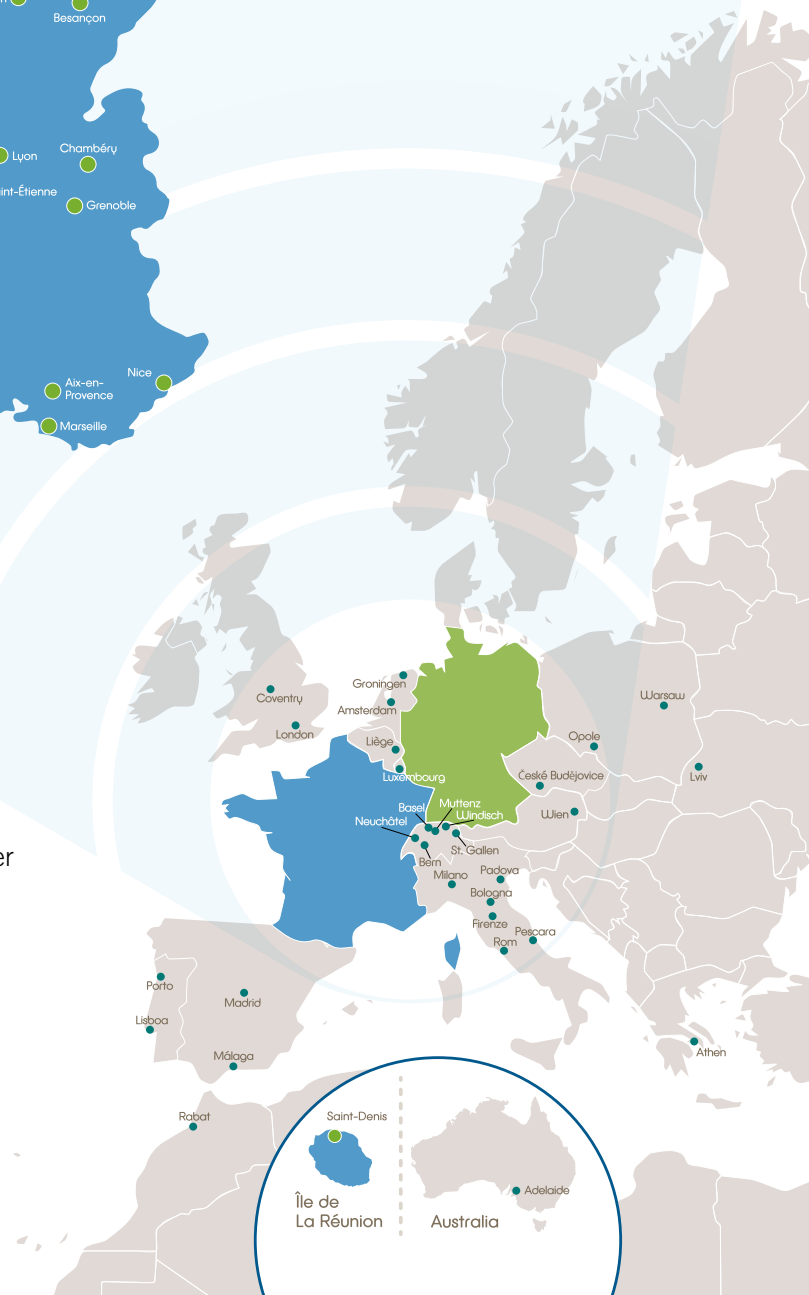 Besançon
Lyon
Chambéry
int-Étienne
Grenoble
Nice
Aix-en-
Provence
Marseille
er
Groningen
Coventry
Amsterdam
London
Liège
Luxembourg
Warsaw
Opole
Lviv
České Budějovice
Wien
Basel
Muttenz
Windisch
Neuchâtel
St. Gallen
Bern
Milano
Padova
Bologna
Firenze
Pescara
Rom
Porto
Madrid
Lisboa
Málaga
Athen
Rabat
Saint-Denis
Adelaide
Île de
La Réunion
Australia